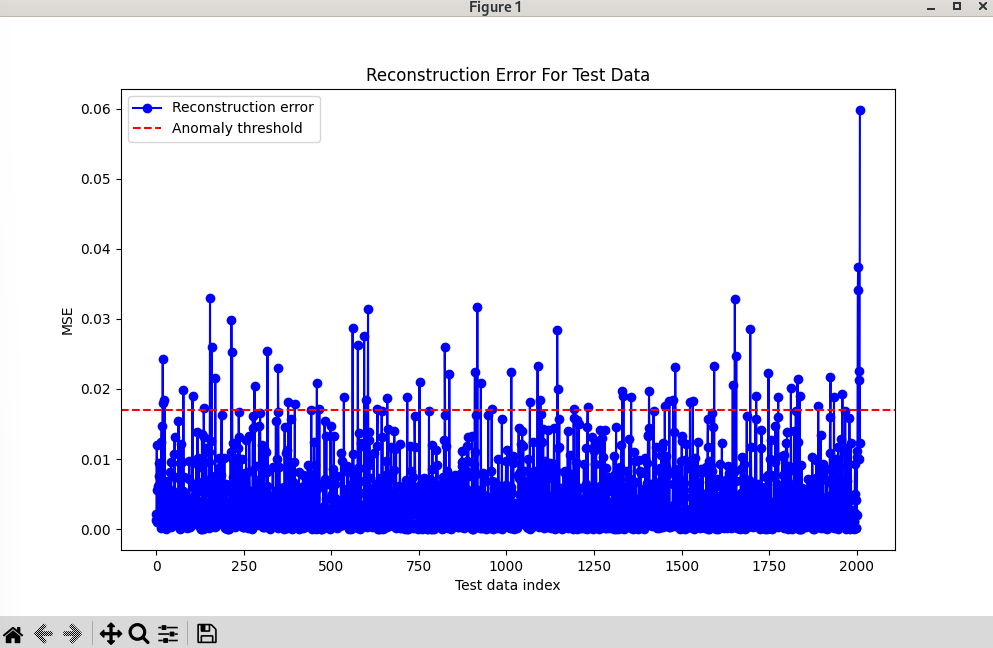 Figure 1
Reconstruction Error For Test Data
Reconstruction error
Anomaly threshold
0.06
0.05
0.04
0.03
0.02
0.01
0.00
MSE
0 250 500 750 1000 1250 1500 1750 2000
Test data index